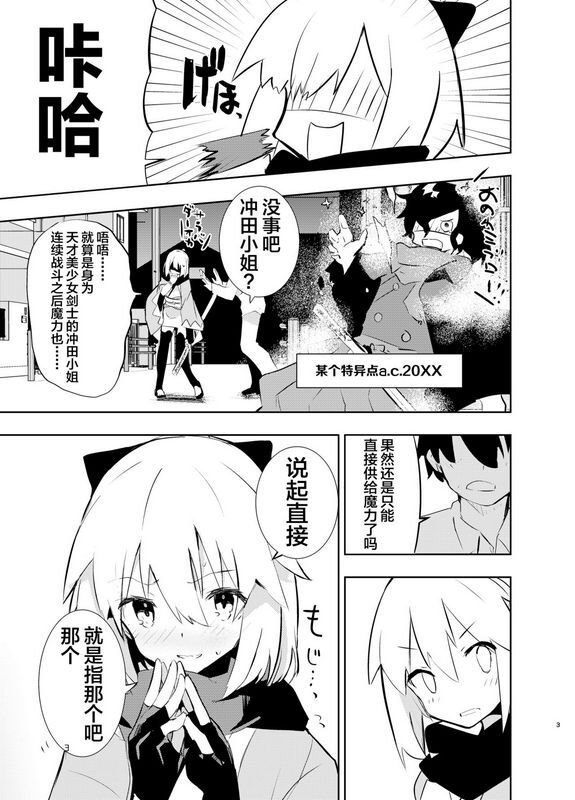 げほ、
咔
哈
没事吧
冲田小姐？
唔唔……
就算是身为
天才美少女剑士的冲田小姐
连续战斗之后魔力也……
某个特异点a.c.20XX
果然还是只能
直接供给魔力了吗
说起直接
もじ…。
就是指那个吧
那个
3
3